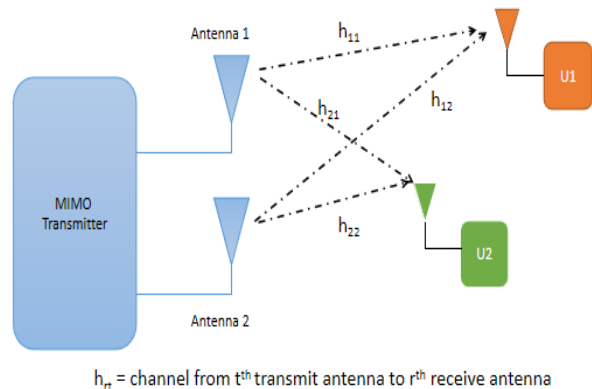 Antenna 1
h₁₁
U1
h₂₁
h₁₂
MIMO
Transmitter
h₂₂
U2
Antenna 2
hᵣₜ = channel from tᵗʰ transmit antenna to rᵗʰ receive antenna